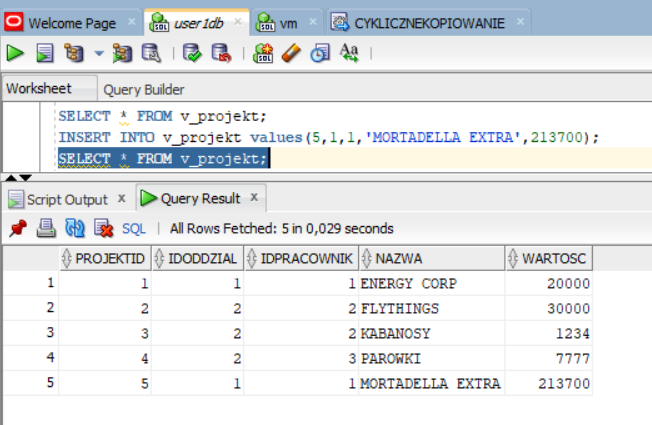 Welcome Page user1db vm CYKLICZNEKOPIOWANIE
Worksheet Query Builder
SELECT * FROM v_projekt;
INSERT INTO v_projekt values(5,1,1,'MORTADELLA EXTRA',213700);
SELECT * FROM v_projekt;
Script Output x Query Result x
SQL | All Rows Fetched: 5 in 0,029 seconds
PROJEKTID IDODDZIAL IDPRACOWNIK NAZWA WARTOSC
1 1 1 1 ENERGY CORP 20000
2 2 2 2 FLYTHINGS 30000
3 3 2 2 KABANOSY 1234
4 4 2 3 PAROWKI 7777
5 5 1 1 MORTADELLA EXTRA 213700